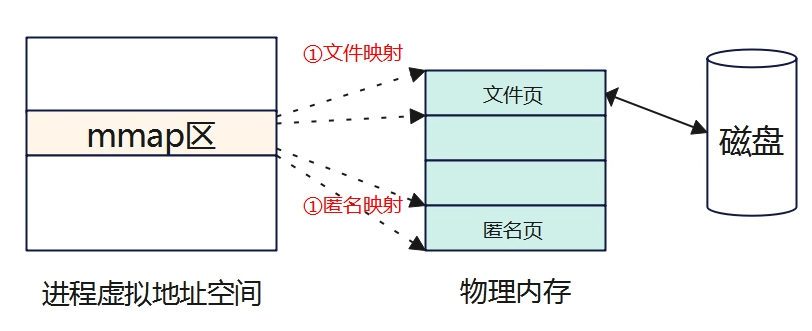 ①文件映射
文件页
mmap区
磁盘
①匿名映射
匿名页
进程虚拟地址空间
物理内存